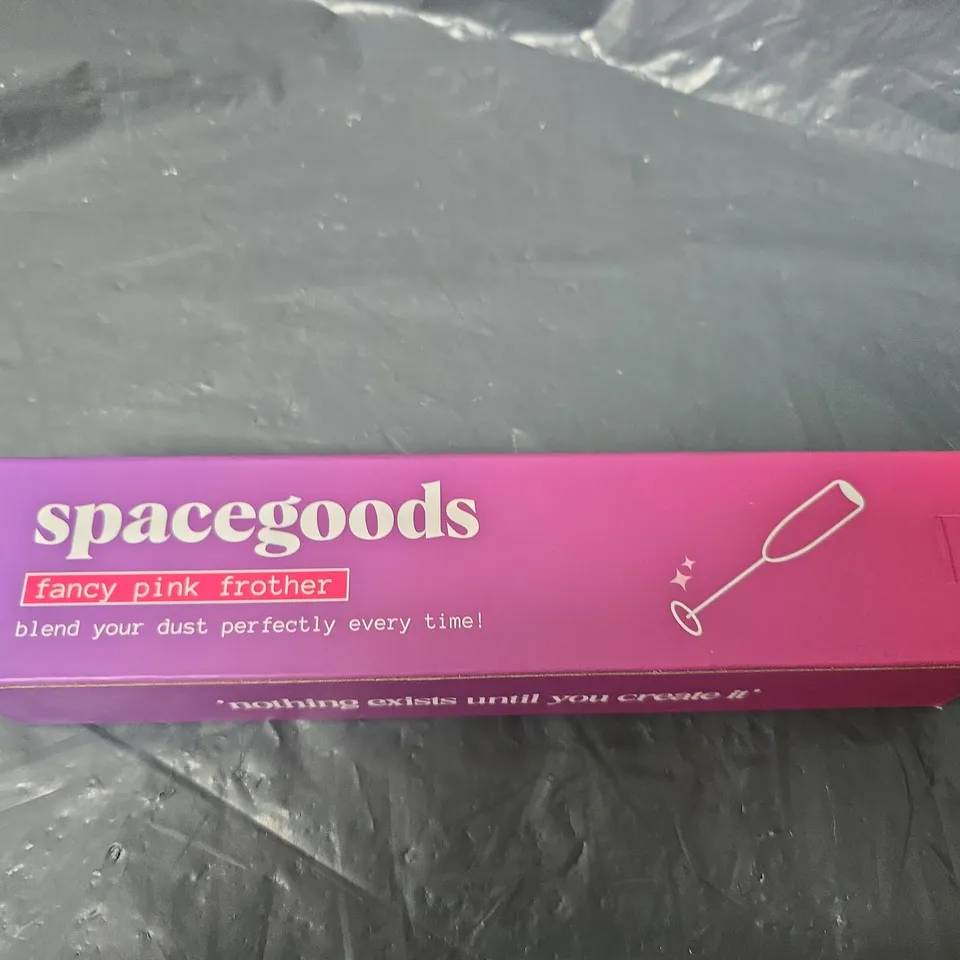 spacegoods
fancy pink frother
blend your dust perfectly every time!
'nothing exists until you create it'